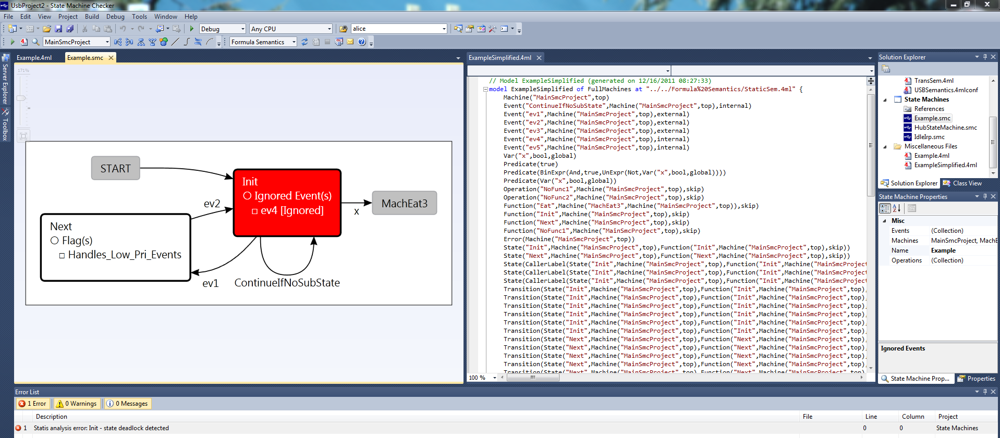 UsbProject2 - State Machine Checker
File Edit View Project Build Debug Tools Window Help
Debug Any CPU alice
MainSmcProject Formula Semantics
Server Explorer
Toolbox
Example.4ml Example.smc
171%
START
Init
Ignored Event(s)
ev4 [Ignored]
MachEat3
x
ev2
Next
Flag(s)
Handles_Low_Pri_Events
ev1
ContinueIfNoSubState
ExampleSimplified.4ml
// Model ExampleSimplified (generated on 12/16/2011 08:27:33)
model ExampleSimplified of FullMachines at "../../Formula%20Semantics/StaticSem.4ml" {
Machine("MainSmcProject",top)
Event("ContinueIfNoSubState",Machine("MainSmcProject",top),internal)
Event("ev1",Machine("MainSmcProject",top),external)
Event("ev2",Machine("MainSmcProject",top),external)
Event("ev3",Machine("MainSmcProject",top),external)
Event("ev4",Machine("MainSmcProject",top),internal)
Event("ev5",Machine("MainSmcProject",top),internal)
Var("x",bool,global)
Predicate(true)
Predicate(BinExpr(And,true,UnExpr(Not,Var("x",bool,global))))
Predicate(Var("x",bool,global))
Operation("NoFunc1",Machine("MainSmcProject",top),skip)
Operation("NoFunc2",Machine("MainSmcProject",top),skip)
Function("Eat",Machine("MachEat3",Machine("MainSmcProject",top)),skip)
Function("Init",Machine("MainSmcProject",top),skip)
Function("Next",Machine("MainSmcProject",top),skip)
Function("NoFunc1",Machine("MainSmcProject",top),skip)
Error(Machine("MainSmcProject",top))
State("Init",Machine("MainSmcProject",top),Function("Init",Machine("MainSmcProject",top),skip))
State("Next",Machine("MainSmcProject",top),Function("Next",Machine("MainSmcProject",top),skip))
State(CallerLabel(State("Init",Machine("MainSmcProject",top),Function("Init",Machine("MainSmcProject
State(CallerLabel(State("Init",Machine("MainSmcProject",top),Function("Init",Machine("MainSmcProject
State(CallerLabel(State("Init",Machine("MainSmcProject",top),Function("Init",Machine("MainSmcProject
Transition(State("Init",Machine("MainSmcProject",top),Function("Init",Machine("MainSmcProject",top),
Transition(State("Init",Machine("MainSmcProject",top),Function("Init",Machine("MainSmcProject",top),
Transition(State("Init",Machine("MainSmcProject",top),Function("Init",Machine("MainSmcProject",top),
Transition(State("Init",Machine("MainSmcProject",top),Function("Init",Machine("MainSmcProject",top),
Transition(State("Init",Machine("MainSmcProject",top),Function("Init",Machine("MainSmcProject",top),
Transition(State("Init",Machine("MainSmcProject",top),Function("Init",Machine("MainSmcProject",top),
Transition(State("Next",Machine("MainSmcProject",top),Function("Next",Machine("MainSmcProject",top),
Transition(State("Next",Machine("MainSmcProject",top),Function("Next",Machine("MainSmcProject",top),
Transition(State("Next",Machine("MainSmcProject",top),Function("Next",Machine("MainSmcProject",top),
Transition(State("Next",Machine("MainSmcProject",top),Function("Next",Machine("MainSmcProject",top),
Transition(State("Next",Machine("MainSmcProject",top),Function("Next",Machine("MainSmcProject",top)
100 %
Solution Explorer
TransSem.4ml
USBSemantics.4mlconf
State Machines
References
Example.smc
HubStateMachine.smc
IdleIrp.smc
Miscellaneous Files
Example.4ml
ExampleSimplified.4ml
Solution Explorer Class View
State Machine Properties
Misc
Events (Collection)
Machines MainSmcProject, MachE
Name Example
Operations (Collection)
Ignored Events
State Machine Prop... Properties
Error List
1 Error 0 Warnings 0 Messages
Description File Line Column Project
1 Statis analysis error: Init - state deadlock detected 0 0 State Machines